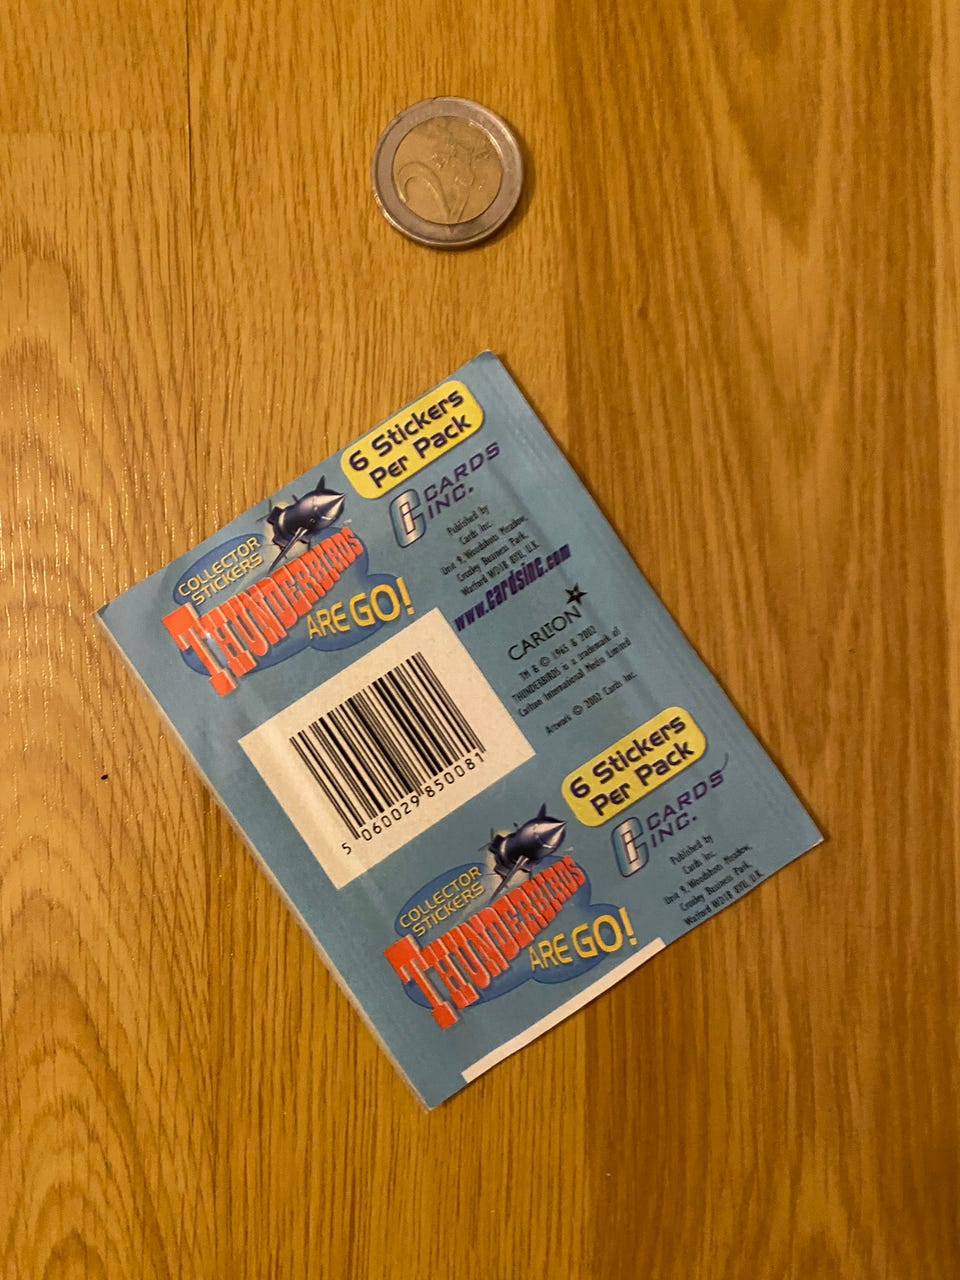 2
6 Stickers
Per Pack
COLLECTOR
STICKERS
THUNDERBIRDS™
ARE GO!
CARDS
INC.
Published by
Cards Inc.
Unit 9, Woodshots Meadow,
Croxley Business Park,
Watford WD18 8YU, U.K.
www.cardsinc.com
CARLTON
TM & © 1965 & 2002
THUNDERBIRDS is a trademark of
Carlton International Media Limited
Artwork © 2002 Cards Inc.
5 060029 850081
6 Stickers
Per Pack
COLLECTOR
STICKERS
THUNDERBIRDS
ARE GO!
CARDS
INC.
Published by
Cards Inc.
Unit 9, Woodshots Meadow,
Croxley Business Park,
Watford WD18 8YU, U.K.